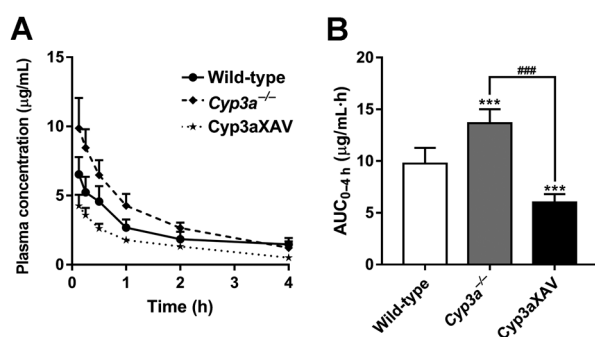 A
Plasma concentration (μg/mL)
15
10
5
0
0
1
2
3
4
Time (h)
Wild-type
Cyp3a−/−
Cyp3aXAV
B
AUC0–4 h (μg/mL·h)
20
15
10
5
0
***
###
***
Wild-type
Cyp3a−/−
Cyp3aXAV